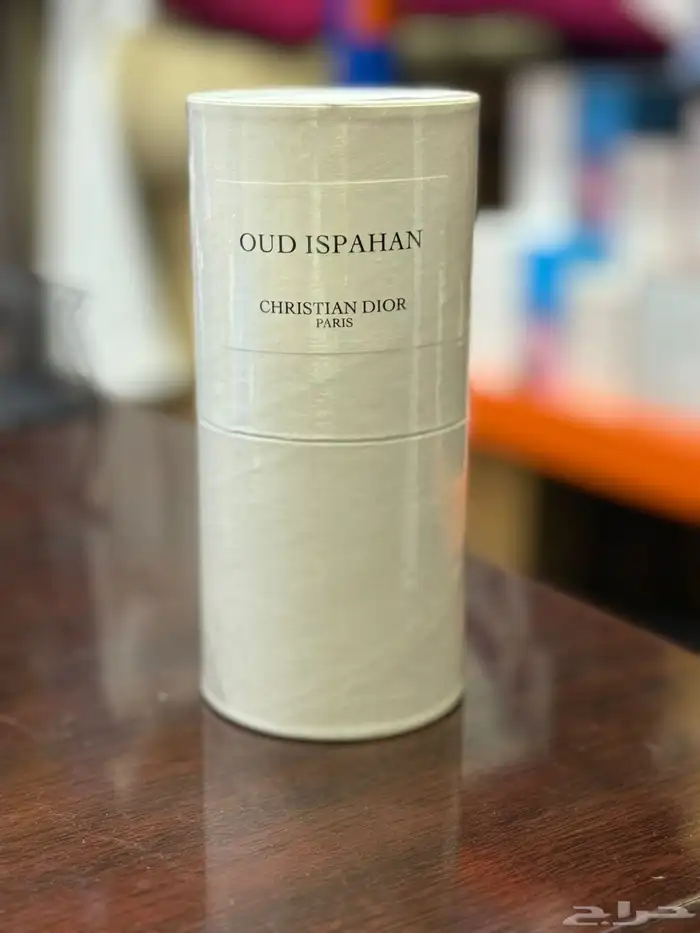 OUD ISPAHAN
CHRISTIAN DIOR
PARIS
حراج